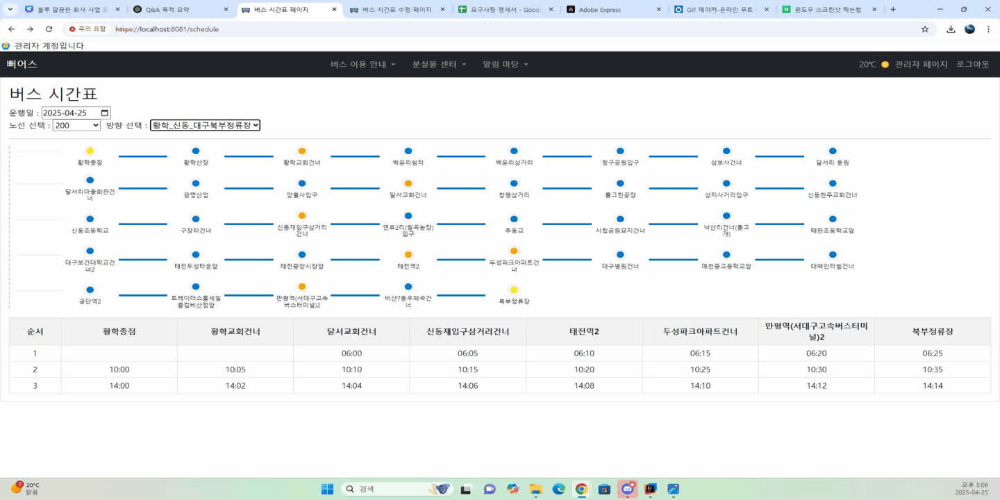 블루 깔끔한 회사 사업
Q&A 목적 요약
버스 시간표 페이지
버스 시간표 수정 페이지
요구사항 명세서 - Goog
Adobe Express
GIF 메이커-온라인 무료
윈도우 스크린샷 찍는법
주의 요함
https://localhost:8081/schedule
관리자 계정입니다
뻐어스
버스 이용 안내
분실물 센터
알림 마당
20℃
관리자 페이지
로그아웃
버스 시간표
운행일 : 2025-04-25
노선 선택 : 200 방향 선택 : 황학_신동_대구북부정류장
황학종점 황학산장 황학교회건너 백운리쉼터 백운리삼거리 청구공원입구 삼보사건너 달서리 동원
달서리마을회관건
너
광명산업 망월사입구 달서교회건너 창평삼거리 풀그린공장 상지사거리입구 신동천주교회건너
신동초등학교 구장터건너
신동재입구삼거리
건너
연호2리(칠곡농장)
입구
추동교 시립공원묘지건너
낙산리건너(돌고
개)
태현초등학교앞
대구보건대학교건
너2
태전두성타운앞 태전중앙시장앞 태전역2
두성파크아파트건
너
대구병원건너 매천중고등학교앞 대백인터빌건너
공단역2
트레이더스홀세일
클럽비산점앞
만평역(서대구고속
버스터미널)2
비산7동우체국건
너
북부정류장
순서 황학종점 황학교회건너 달서교회건너 신동재입구삼거리건너 태전역2 두성파크아파트건너
만평역(서대구고속버스터미
널)2
북부정류장
1 06:00 06:05 06:10 06:15 06:20 06:25
2 10:00 10:05 10:10 10:15 10:20 10:25 10:30 10:35
3 14:00 14:02 14:04 14:06 14:08 14:10 14:12 14:14
7
20°C
맑음
검색
오후 5:06
2025-04-25